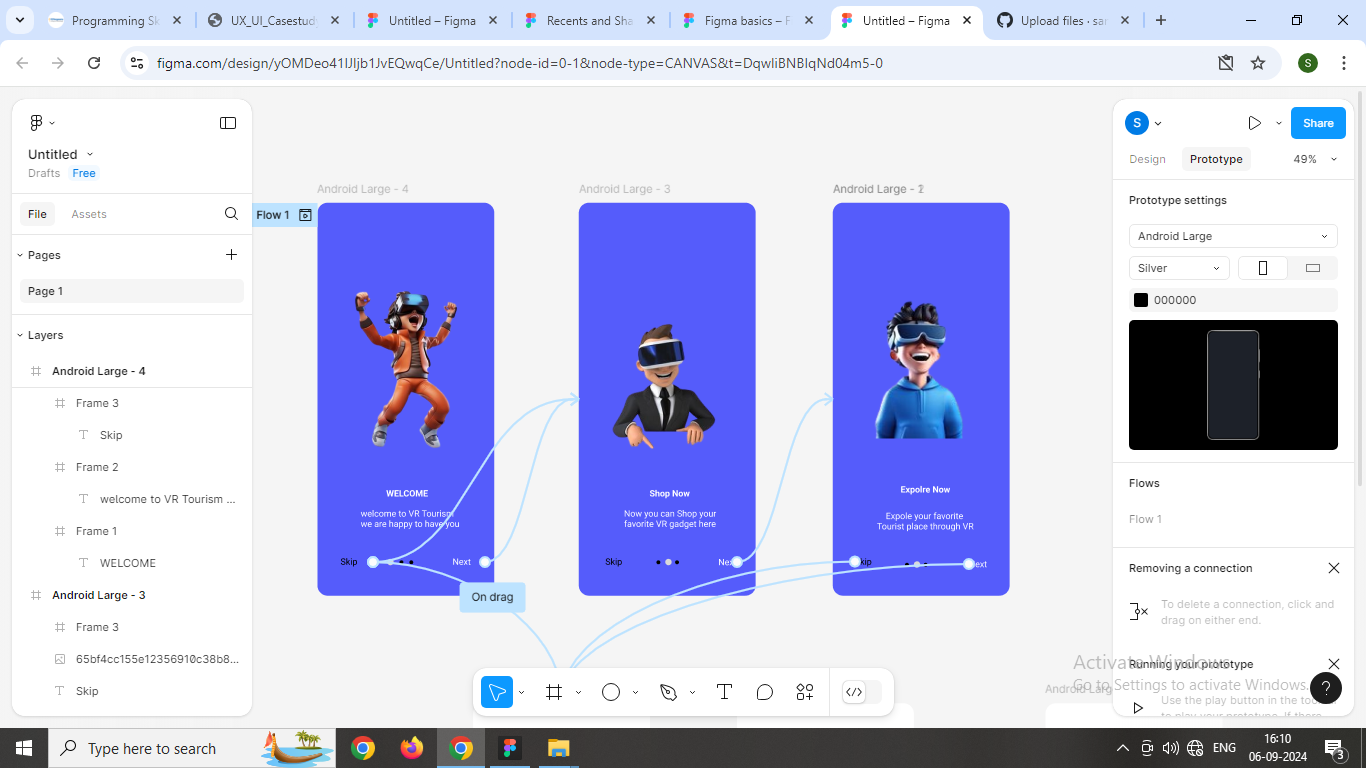 Programming Sk
UX_UI_Casestud
Untitled – Figma
Recents and Sha
Figma basics – F
Untitled – Figma
Upload files · sar
figma.com/design/yOMDeo41IJIjb1JvEQwqCe/Untitled?node-id=0-1&node-type=CANVAS&t=DqwliBNBIqNd04m5-0
S
Untitled
Drafts Free
File Assets
Pages
Page 1
Layers
Android Large - 4
Frame 3
Skip
Frame 2
welcome to VR Tourism ...
Frame 1
WELCOME
Android Large - 3
Frame 3
65bf4cc155e12356910c38b8...
Skip
Flow 1
Android Large - 4
WELCOME
welcome to VR Tourism
we are happy to have you
Skip Next
On drag
Android Large - 3
Shop Now
Now you can Shop your
favorite VR gadget here
Skip Nex
Android Large -
Expolre Now
Expole your favorite
Tourist place through VR
kip ext
Android Larg
S
Share
Design Prototype 49%
Prototype settings
Android Large
Silver
000000
Flows
Flow 1
Removing a connection
To delete a connection, click and
drag on either end.
Running your prototype
Use the play button in the too
to play your prototype. If there
Activate Windows
Go to Settings to activate Windows.
?
Type here to search
ENG
16:10
06-09-2024
3